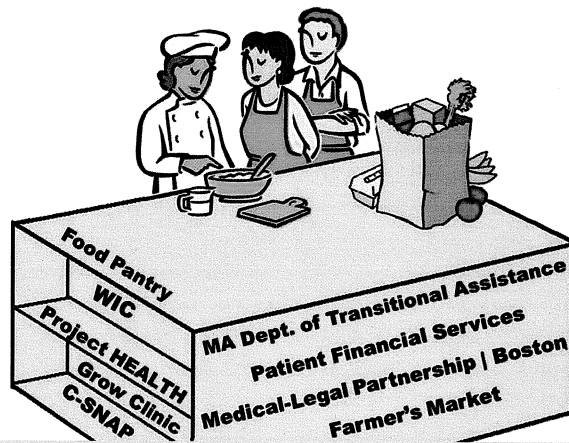 Food Pantry
WIC
Project HEALTH
Grow Clinic
C-SNAP
MA Dept. of Transitional Assistance
Patient Financial Services
Medical-Legal Partnership | Boston
Farmer's Market